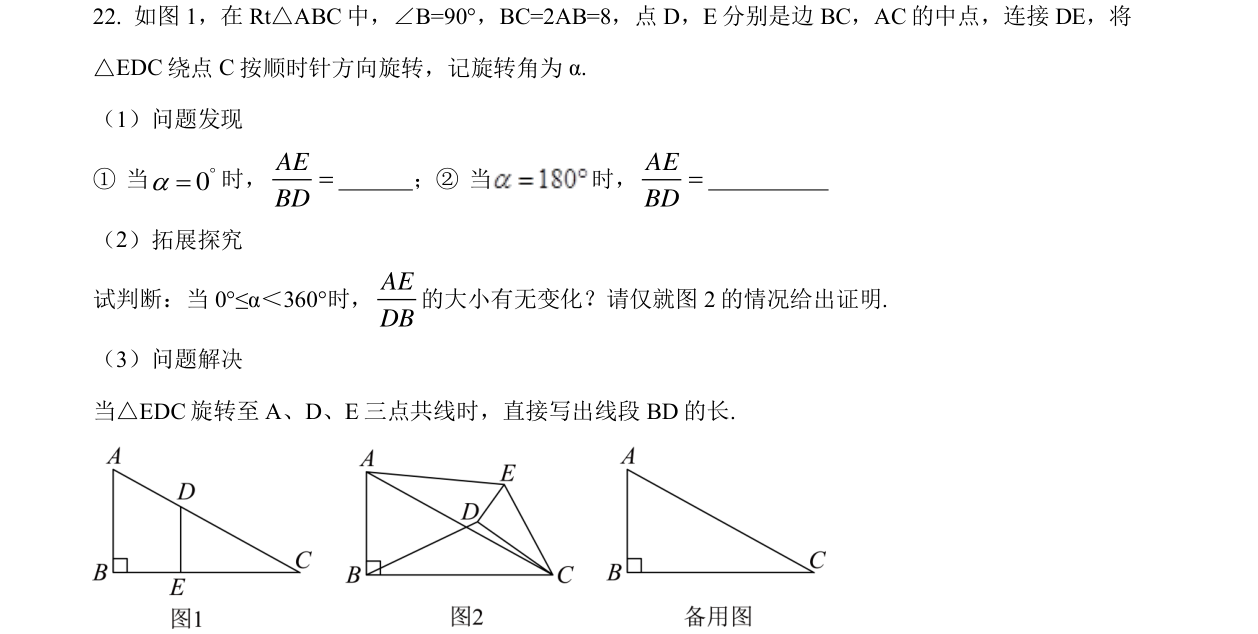 22. 如图 1，在 Rt△ABC 中，∠B=90°，BC=2AB=8，点 D，E 分别是边 BC，AC 的中点，连接 DE，将
△EDC 绕点 C 按顺时针方向旋转，记旋转角为 α.
（1）问题发现
① 当 α=0° 时，AE/BD=______；② 当 α=180° 时，AE/BD=__________
（2）拓展探究
试判断：当 0°≤α＜360°时，AE/DB 的大小有无变化？请仅就图 2 的情况给出证明.
（3）问题解决
当△EDC 旋转至 A、D、E 三点共线时，直接写出线段 BD 的长.
A D B E C
A E D B C
A B C
图1 图2 备用图